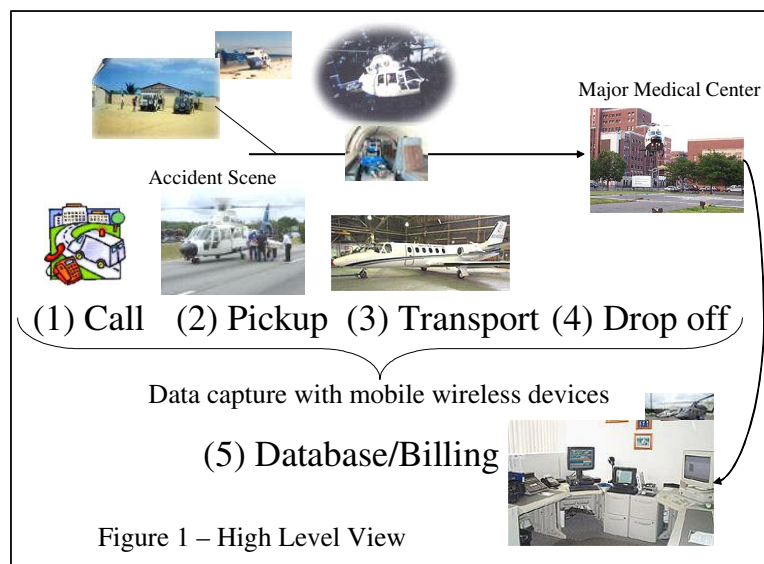 Major Medical Center
Accident Scene
(1) Call (2) Pickup (3) Transport (4) Drop off
Data capture with mobile wireless devices
(5) Database/Billing
Figure 1 – High Level View